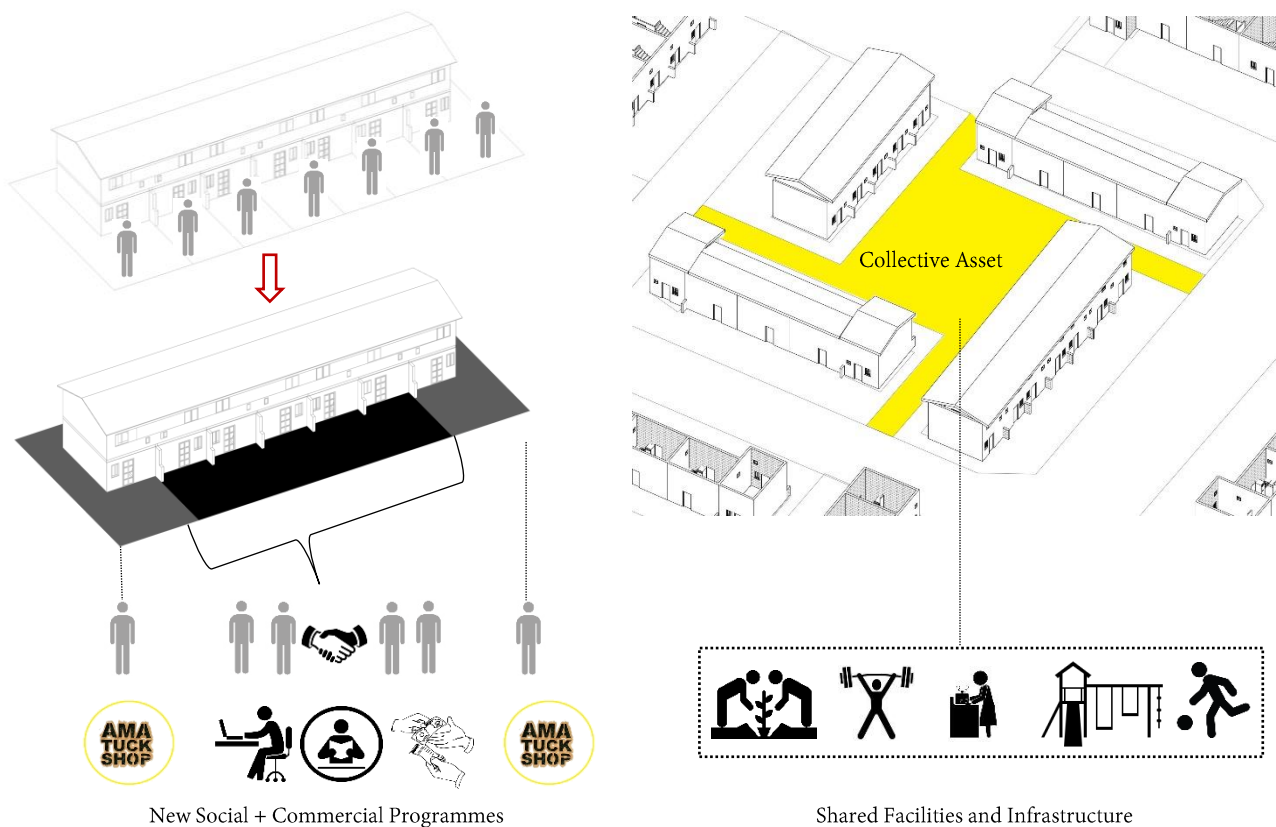 Collective Asset
AMA
TUCK
SHOP
AMA
TUCK
SHOP
New Social + Commercial Programmes
Shared Facilities and Infrastructure